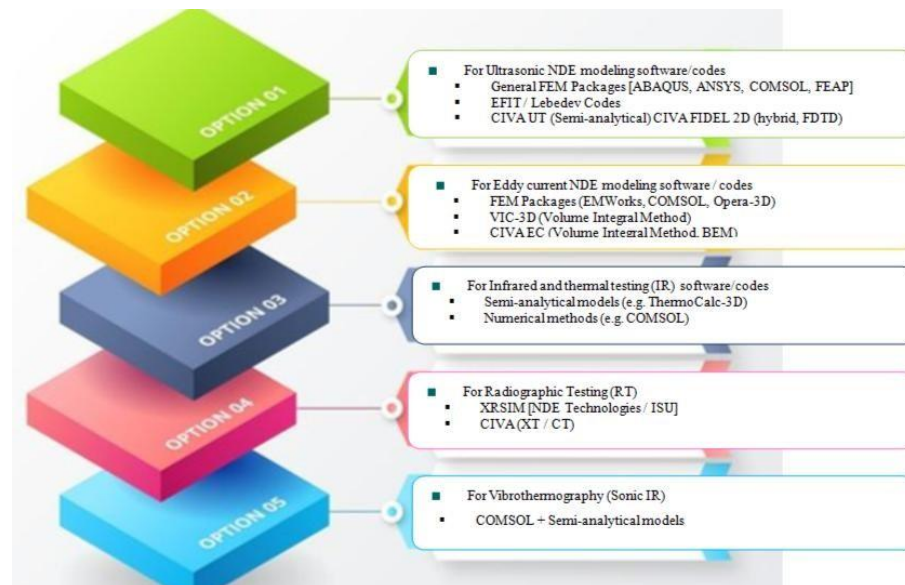 OPTION 01
■ For Ultrasonic NDE modeling software/codes
▪ General FEM Packages [ABAQUS, ANSYS, COMSOL, FEAP]
▪ EFIT / Lebedev Codes
▪ CIVA UT (Semi-analytical) CIVA FIDEL 2D (hybrid, FDTD)
OPTION 02
■ For Eddy current NDE modeling software / codes
▪ FEM Packages (EMWorks, COMSOL, Opera-3D)
▪ VIC-3D (Volume Integral Method)
▪ CIVA EC (Volume Integral Method, BEM)
OPTION 03
■ For Infrared and thermal testing (IR) software/codes
▪ Semi-analytical models (e.g. ThermoCalc-3D)
▪ Numerical methods (e.g. COMSOL)
OPTION 04
■ For Radiographic Testing (RT)
▪ XRSIM [NDE Technologies / ISU]
▪ CIVA (XT / CT)
OPTION 05
■ For Vibrothermography (Sonic IR)
▪ COMSOL + Semi-analytical models